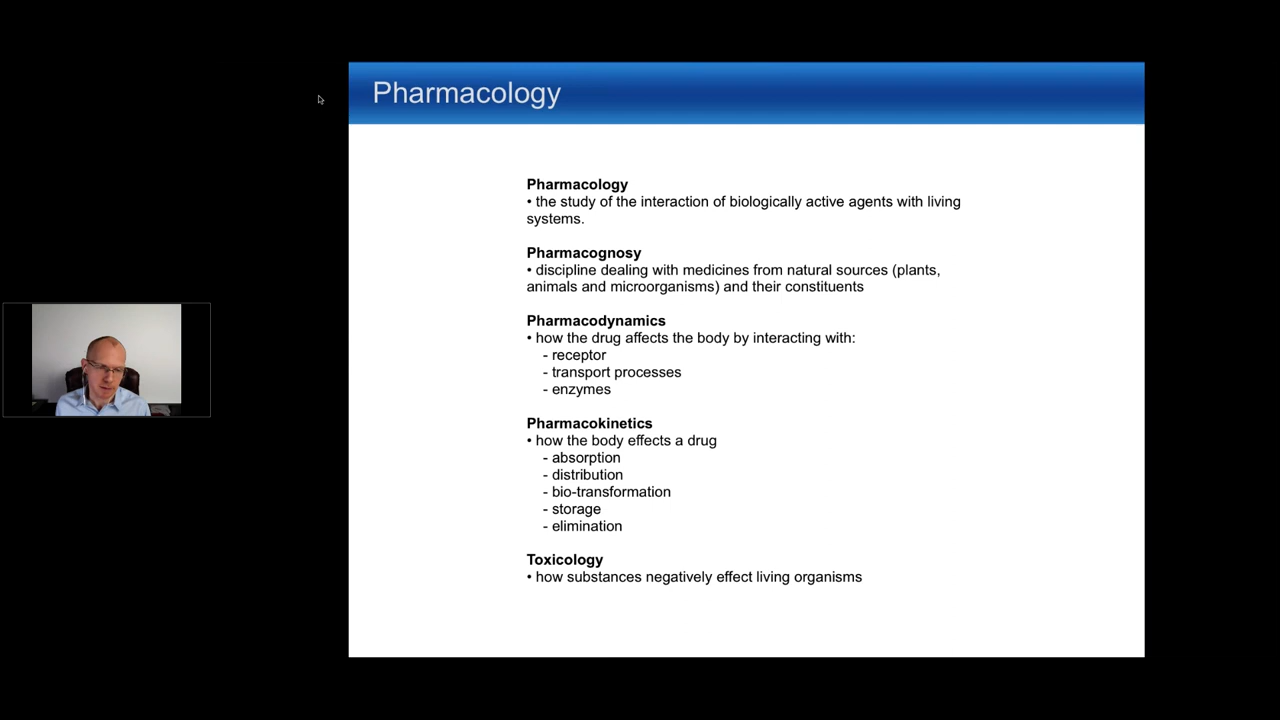 Pharmacology
Pharmacology
• the study of the interaction of biologically active agents with living
systems.
Pharmacognosy
• discipline dealing with medicines from natural sources (plants,
animals and microorganisms) and their constituents
Pharmacodynamics
• how the drug affects the body by interacting with:
- receptor
- transport processes
- enzymes
Pharmacokinetics
• how the body effects a drug
- absorption
- distribution
- bio-transformation
- storage
- elimination
Toxicology
• how substances negatively effect living organisms